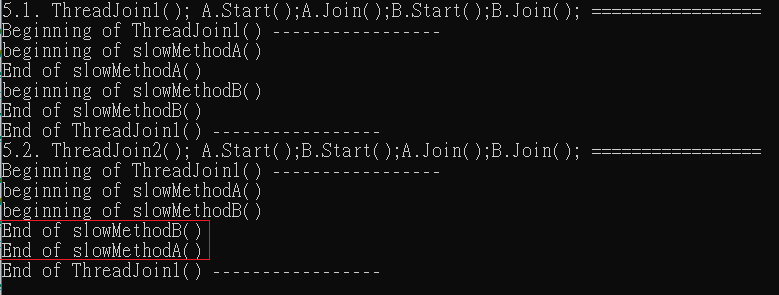 5.1. ThreadJoin1(); A.Start();A.Join();B.Start();B.Join(); =================
Beginning of ThreadJoin1() -----------------
beginning of slowMethodA()
End of slowMethodA()
beginning of slowMethodB()
End of slowMethodB()
End of ThreadJoin1() -----------------
5.2. ThreadJoin2(); A.Start();B.Start();A.Join();B.Join(); =================
Beginning of ThreadJoin1() -----------------
beginning of slowMethodA()
beginning of slowMethodB()
End of slowMethodB()
End of slowMethodA()
End of ThreadJoin1() -----------------